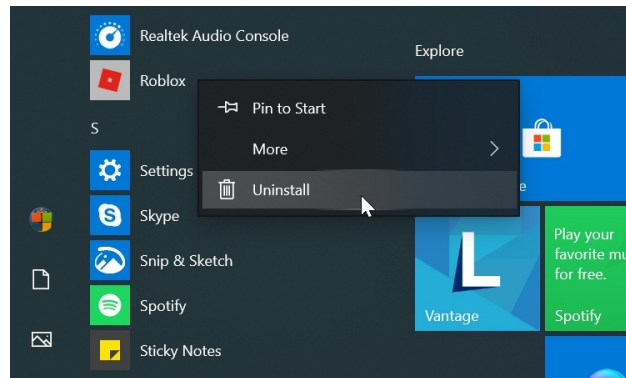 Realtek Audio Console
Explore
Roblox
Pin to Start
S
More
Settings
Uninstall
e
Skype
Snip & Sketch
Play your
favorite mu
for free.
L
Spotify
Vantage
Spotify
Sticky Notes